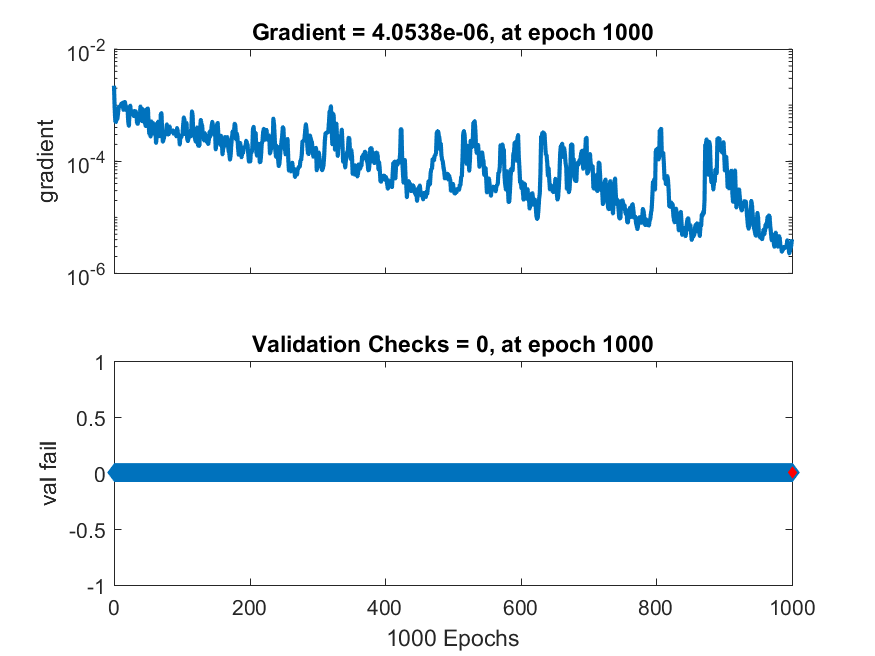 Gradient = 4.0538e-06, at epoch 1000
10-2
10-4
10-6
gradient
Validation Checks = 0, at epoch 1000
1
0.5
0
-0.5
-1
val fail
0 200 400 600 800 1000
1000 Epochs